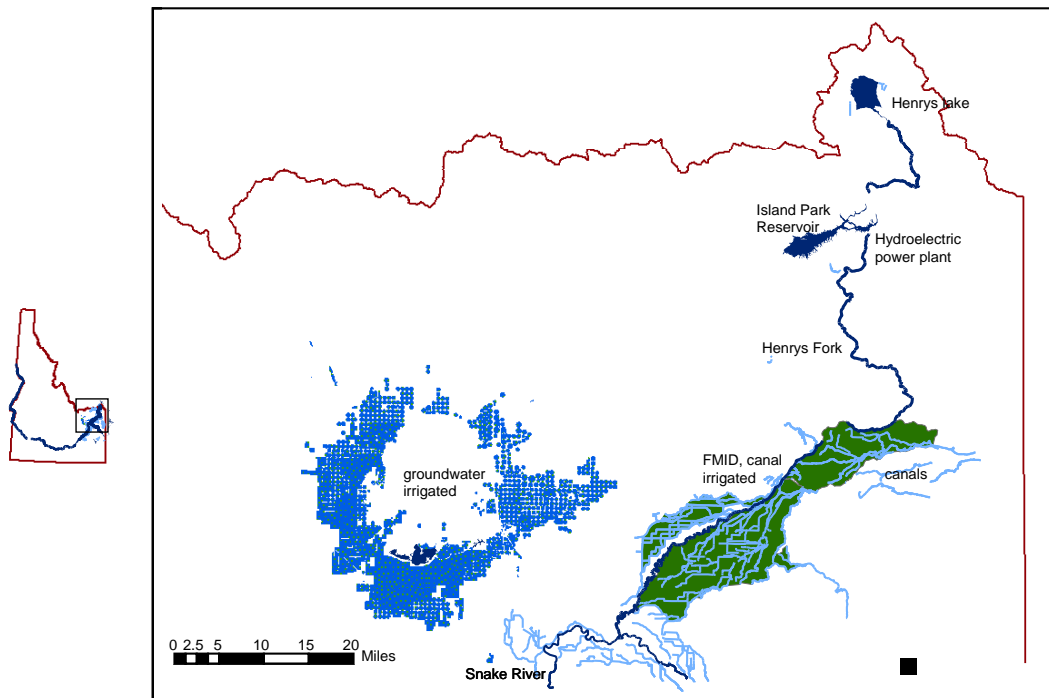 Henrys lake
Island Park
Reservoir
Hydroelectric
power plant
Henrys Fork
groundwater
irrigated
FMID, canal
irrigated
canals
0 2.5 5 10 15 20
Miles
Snake River